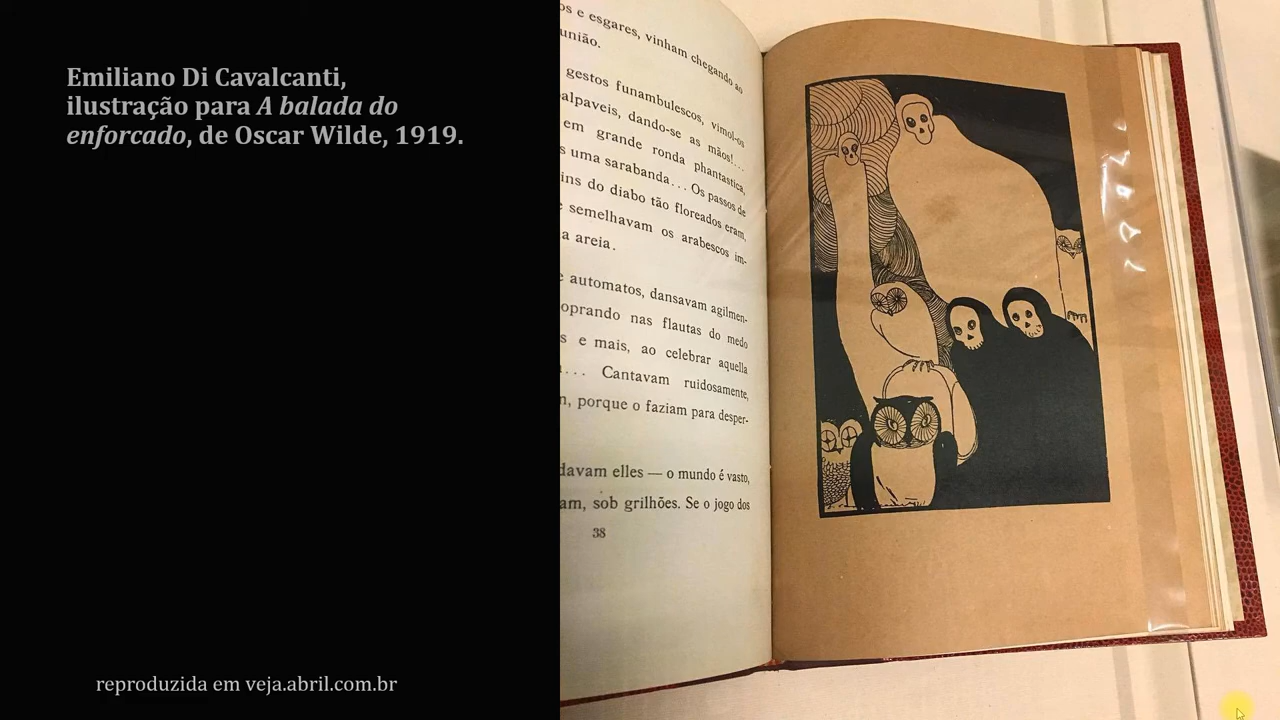 Emiliano Di Cavalcanti,
ilustração para A balada do
enforcado, de Oscar Wilde, 1919.
reproduzida em veja.abril.com.br
os e esgares, vinham chegando ao
união.
gestos funambulescos, vimol-os
alpaveis, dando-se as mãos!...
em grande ronda phantastica,
s uma sarabanda... Os passos de
ins do diabo tão floreados eram,
semelhavam os arabescos im-
a areia.
e automatos, dansavam agilmen-
oprando nas flautas do medo
s e mais, ao celebrar aquella
... Cantavam ruidosamente,
n, porque o faziam para desper-
davam elles — o mundo é vasto,
am, sob grilhões. Se o jogo dos
38